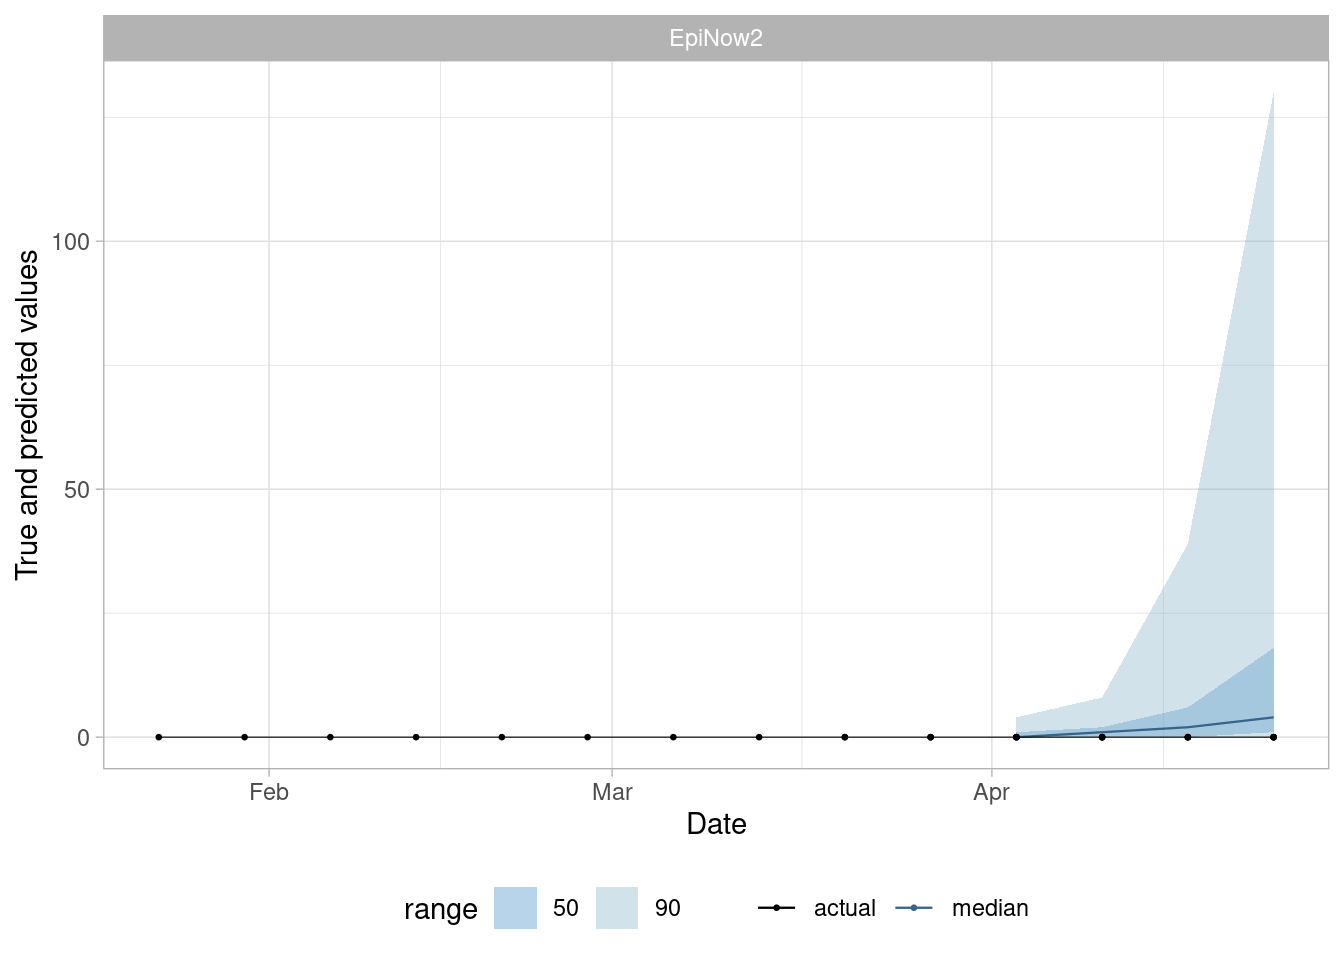 EpiNow2
True and predicted values
100
50
0
Feb Mar Apr
Date
range 50 90 actual median